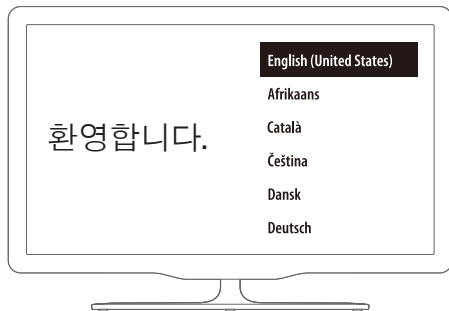 환영합니다.
English (United States)
Afrikaans
Català
Čeština
Dansk
Deutsch